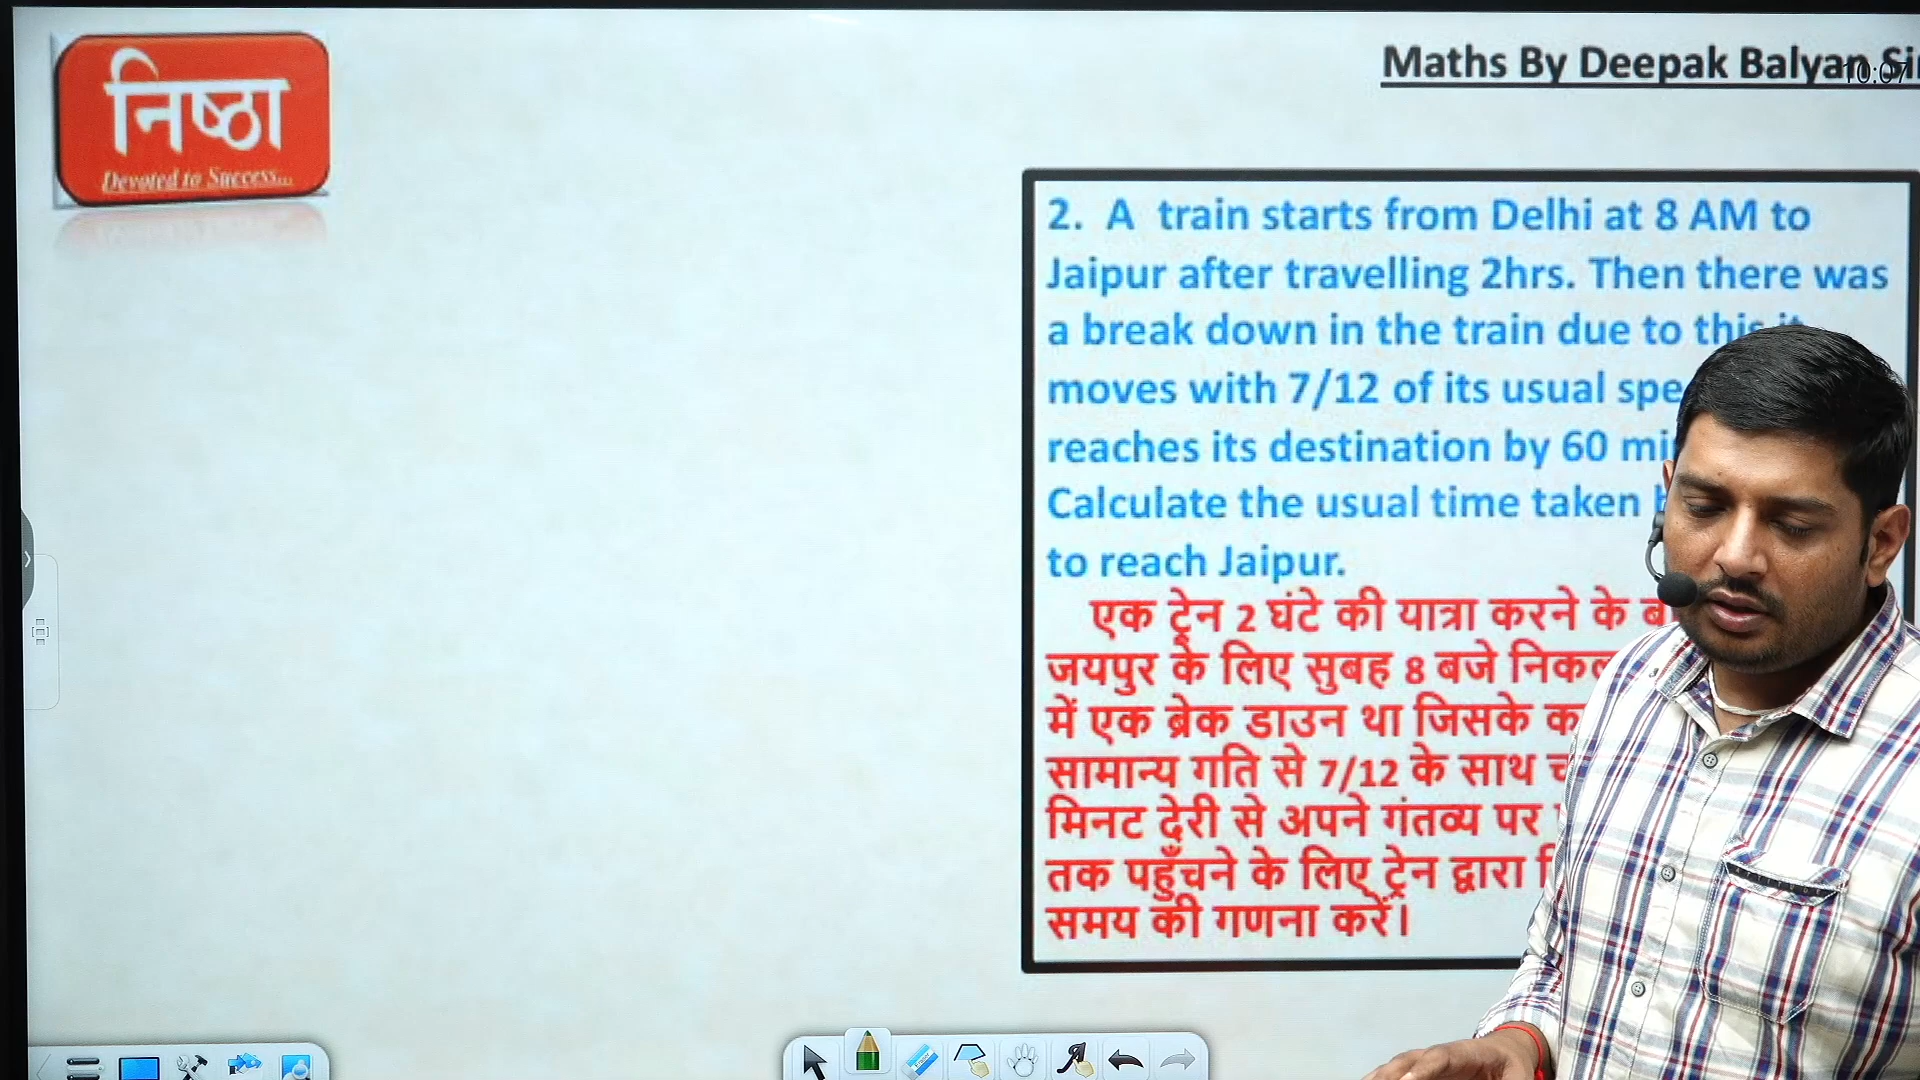 निष्ठा
Devoted to Success...
Maths By Deepak Balyan
10:07
2. A train starts from Delhi at 8 AM to
Jaipur after travelling 2hrs. Then there was
a break down in the train due to this it
moves with 7/12 of its usual
reaches its destination by 60
Calculate the usual time taken
to reach Jaipur.
एक ट्रेन 2 घंटे की यात्रा करने के
जयपुर के लिए सुबह 8 बजे
में एक ब्रेक डाउन था जिसके
सामान्य गति से 7/12 के साथ
मिनट देरी से अपने गंतव्य पर
तक पहुँचने के लिए ट्रेन द्वारा
समय की गणना करें।
ATTITUDE